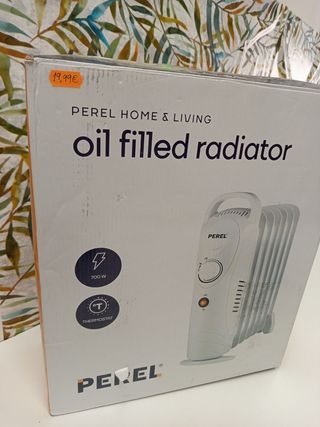 19,99€
PEREL HOME & LIVING
oil filled radiator
PEREL
700 W
THERMOSTAT
PEREL